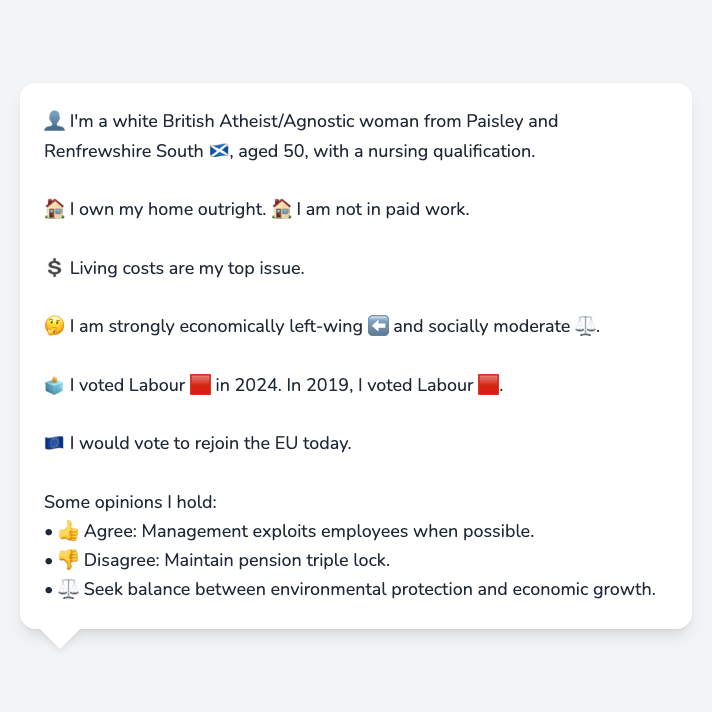 👤 I'm a white British Atheist/Agnostic woman from Paisley and
Renfrewshire South 🏴󠁧󠁢󠁳󠁣󠁴󠁿, aged 50, with a nursing qualification.
🏠 I own my home outright. 🏠 I am not in paid work.
💲 Living costs are my top issue.
🤔 I am strongly economically left-wing ⬅️ and socially moderate ⚖️.
🗳️ I voted Labour 🟥 in 2024. In 2019, I voted Labour 🟥.
🇪🇺 I would vote to rejoin the EU today.
Some opinions I hold:
• 👍 Agree: Management exploits employees when possible.
• 👎 Disagree: Maintain pension triple lock.
• ⚖️ Seek balance between environmental protection and economic growth.